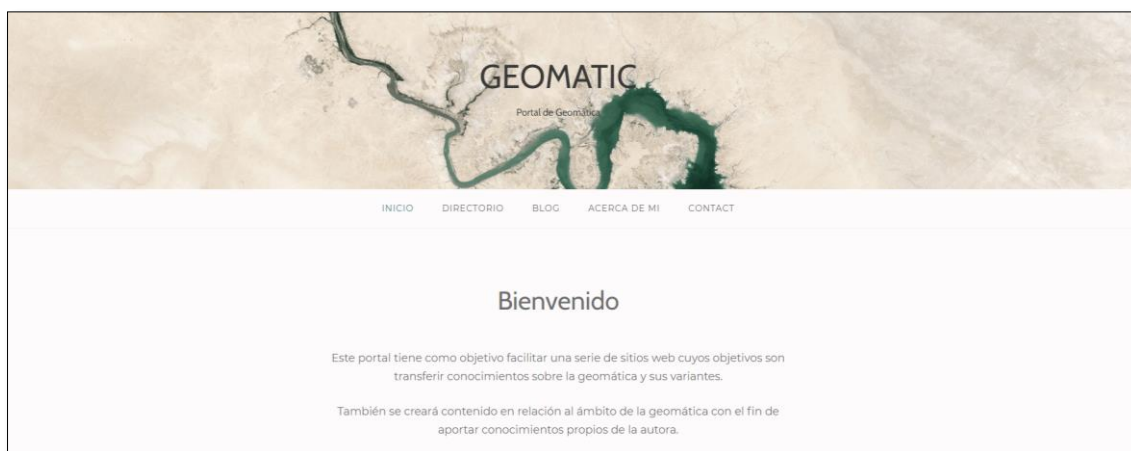 GEOMATIC
Portal de Geomática
INICIO DIRECTORIO BLOG ACERCA DE MI CONTACT
Bienvenido
Este portal tiene como objetivo facilitar una serie de sitios web cuyos objetivos son
transferir conocimientos sobre la geomática y sus variantes.
También se creará contenido en relación al ámbito de la geomática con el fin de
aportar conocimientos propios de la autora.